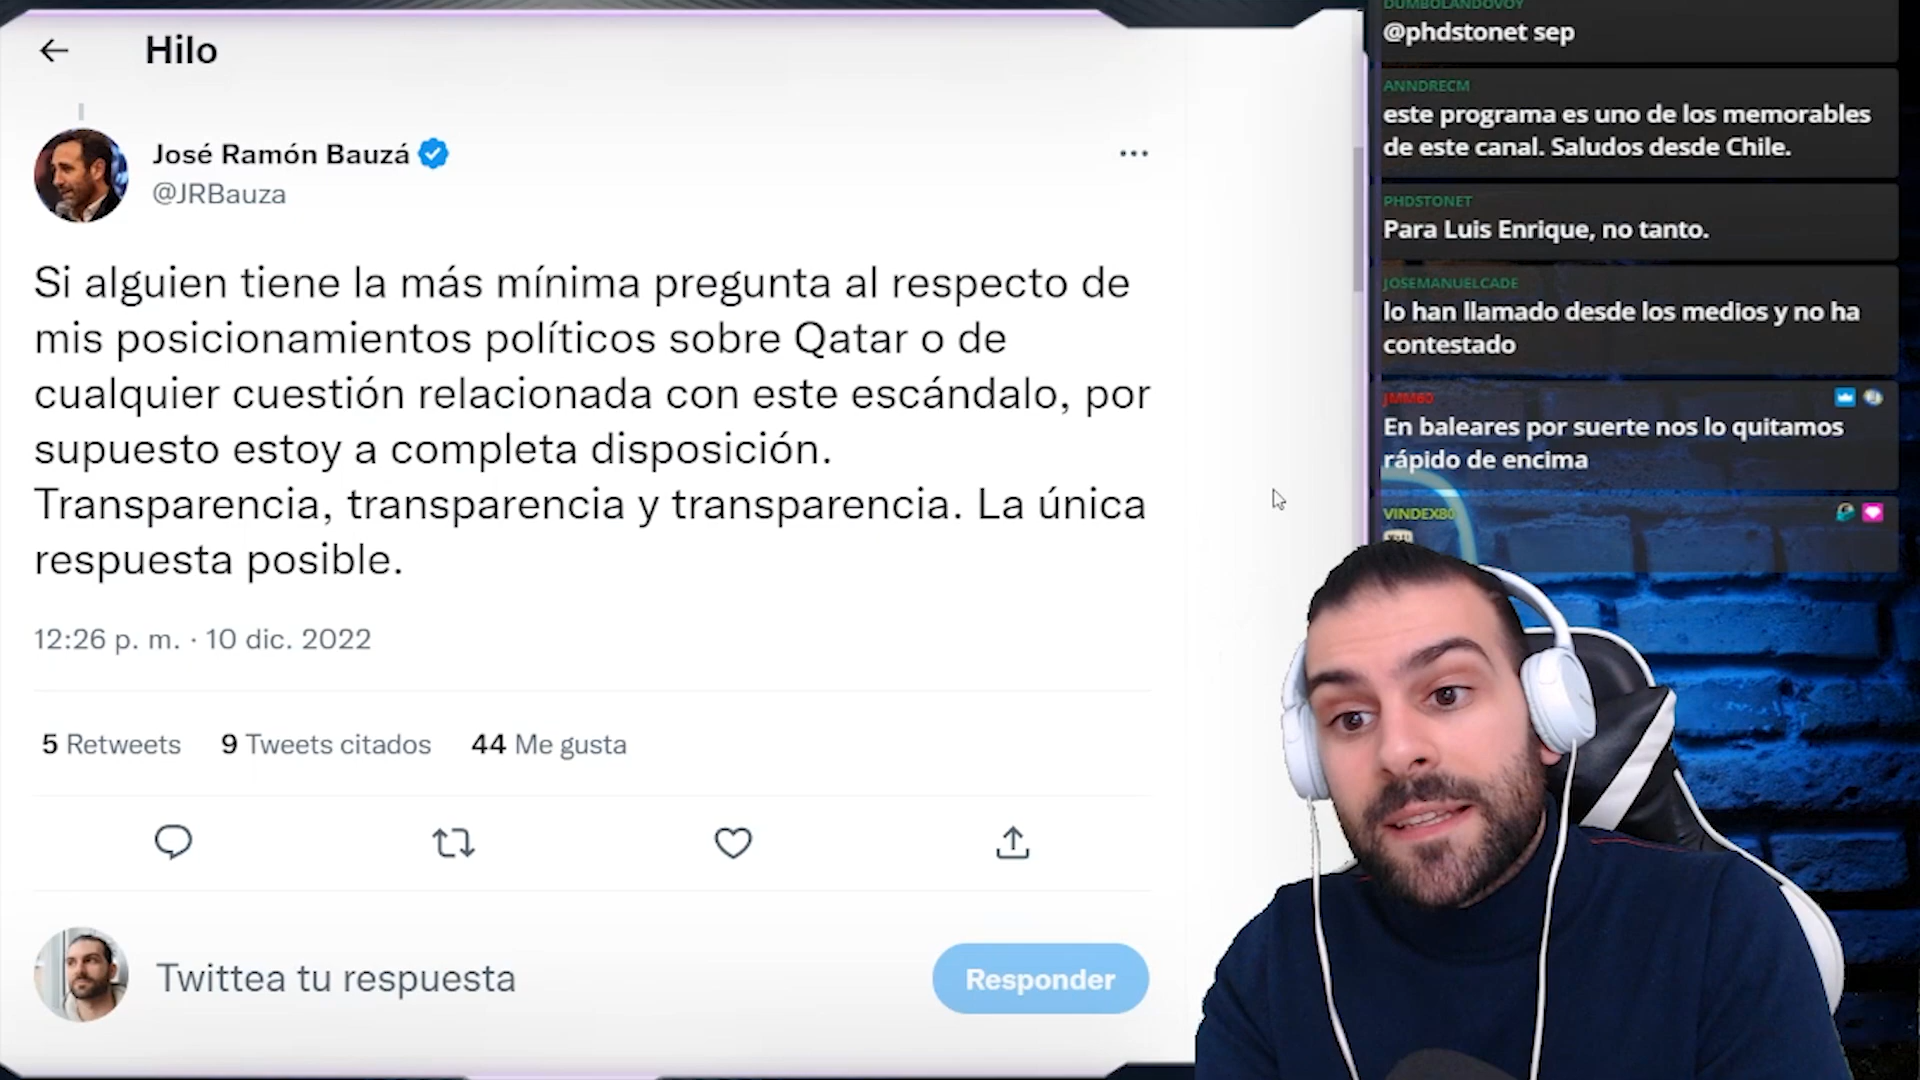 Hilo
José Ramón Bauzá
@JRBauza
Si alguien tiene la más mínima pregunta al respecto de
mis posicionamientos políticos sobre Qatar o de
cualquier cuestión relacionada con este escándalo, por
supuesto estoy a completa disposición.
Transparencia, transparencia y transparencia. La única
respuesta posible.
12:26 p. m. · 10 dic. 2022
5 Retweets 9 Tweets citados 44 Me gusta
Twittea tu respuesta
Responder
DUMBOLANDOVOY
@phdstonet sep
ANNDRECM
este programa es uno de los memorables
de este canal. Saludos desde Chile.
PHDSTONET
Para Luis Enrique, no tanto.
JOSEMANUELCADE
lo han llamado desde los medios y no ha
contestado
JMM60
En baleares por suerte nos lo quitamos
rápido de encima
VINDEX80